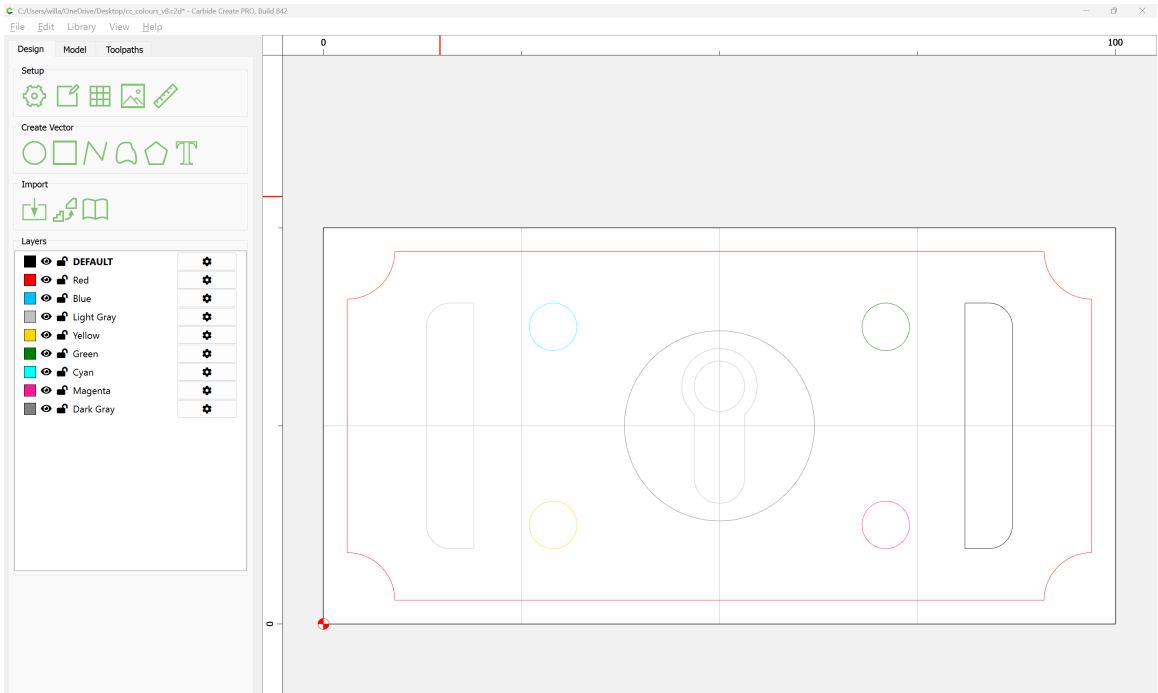 C:/Users/willa/OneDrive/Desktop/cc_colours_v8.c2d* - Carbide Create PRO, Build 842
File Edit Library View Help
Design Model Toolpaths
0 100
Setup
Create Vector
Import
Layers
DEFAULT
Red
Blue
Light Gray
Yellow
Green
Cyan
Magenta
Dark Gray
0